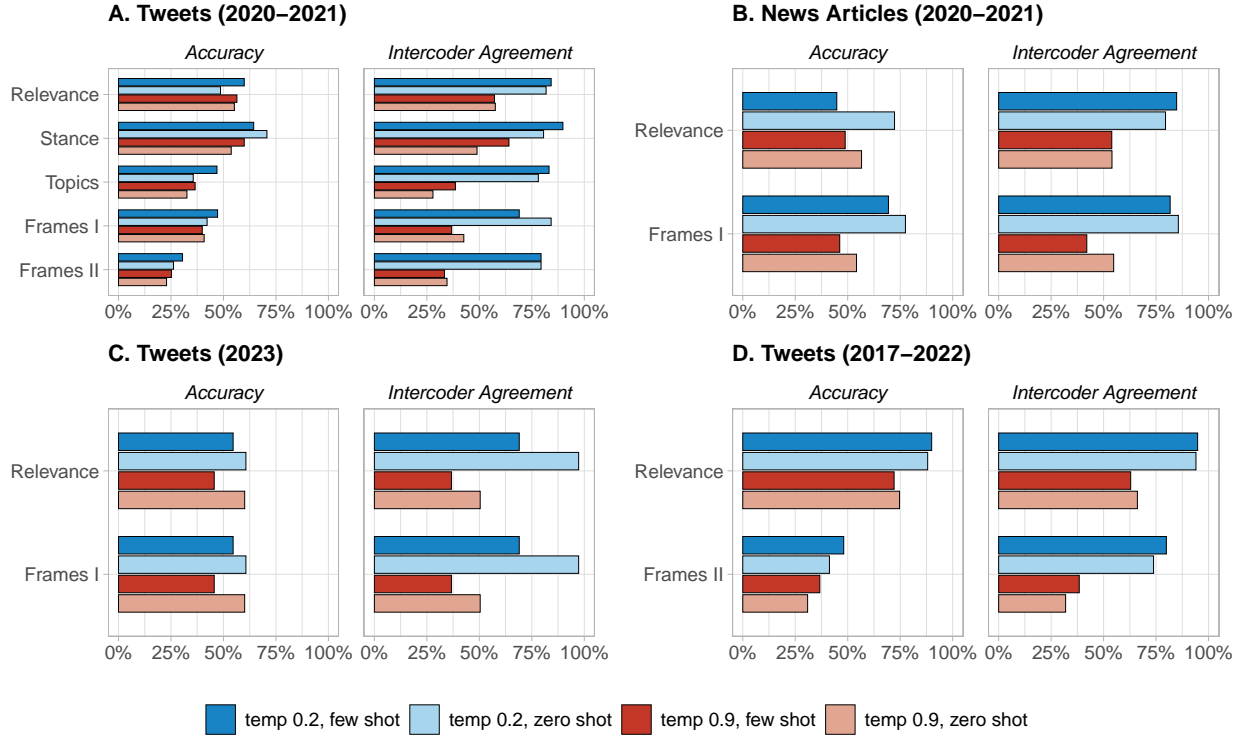 A. Tweets (2020–2021)
Accuracy
Intercoder Agreement
Relevance
Stance
Topics
Frames I
Frames II
0% 25% 50% 75% 100%
0% 25% 50% 75% 100%
B. News Articles (2020–2021)
Accuracy
Intercoder Agreement
Relevance
Frames I
0% 25% 50% 75% 100%
0% 25% 50% 75% 100%
C. Tweets (2023)
Accuracy
Intercoder Agreement
Relevance
Frames I
0% 25% 50% 75% 100%
0% 25% 50% 75% 100%
D. Tweets (2017–2022)
Accuracy
Intercoder Agreement
Relevance
Frames II
0% 25% 50% 75% 100%
0% 25% 50% 75% 100%
temp 0.2, few shot
temp 0.2, zero shot
temp 0.9, few shot
temp 0.9, zero shot